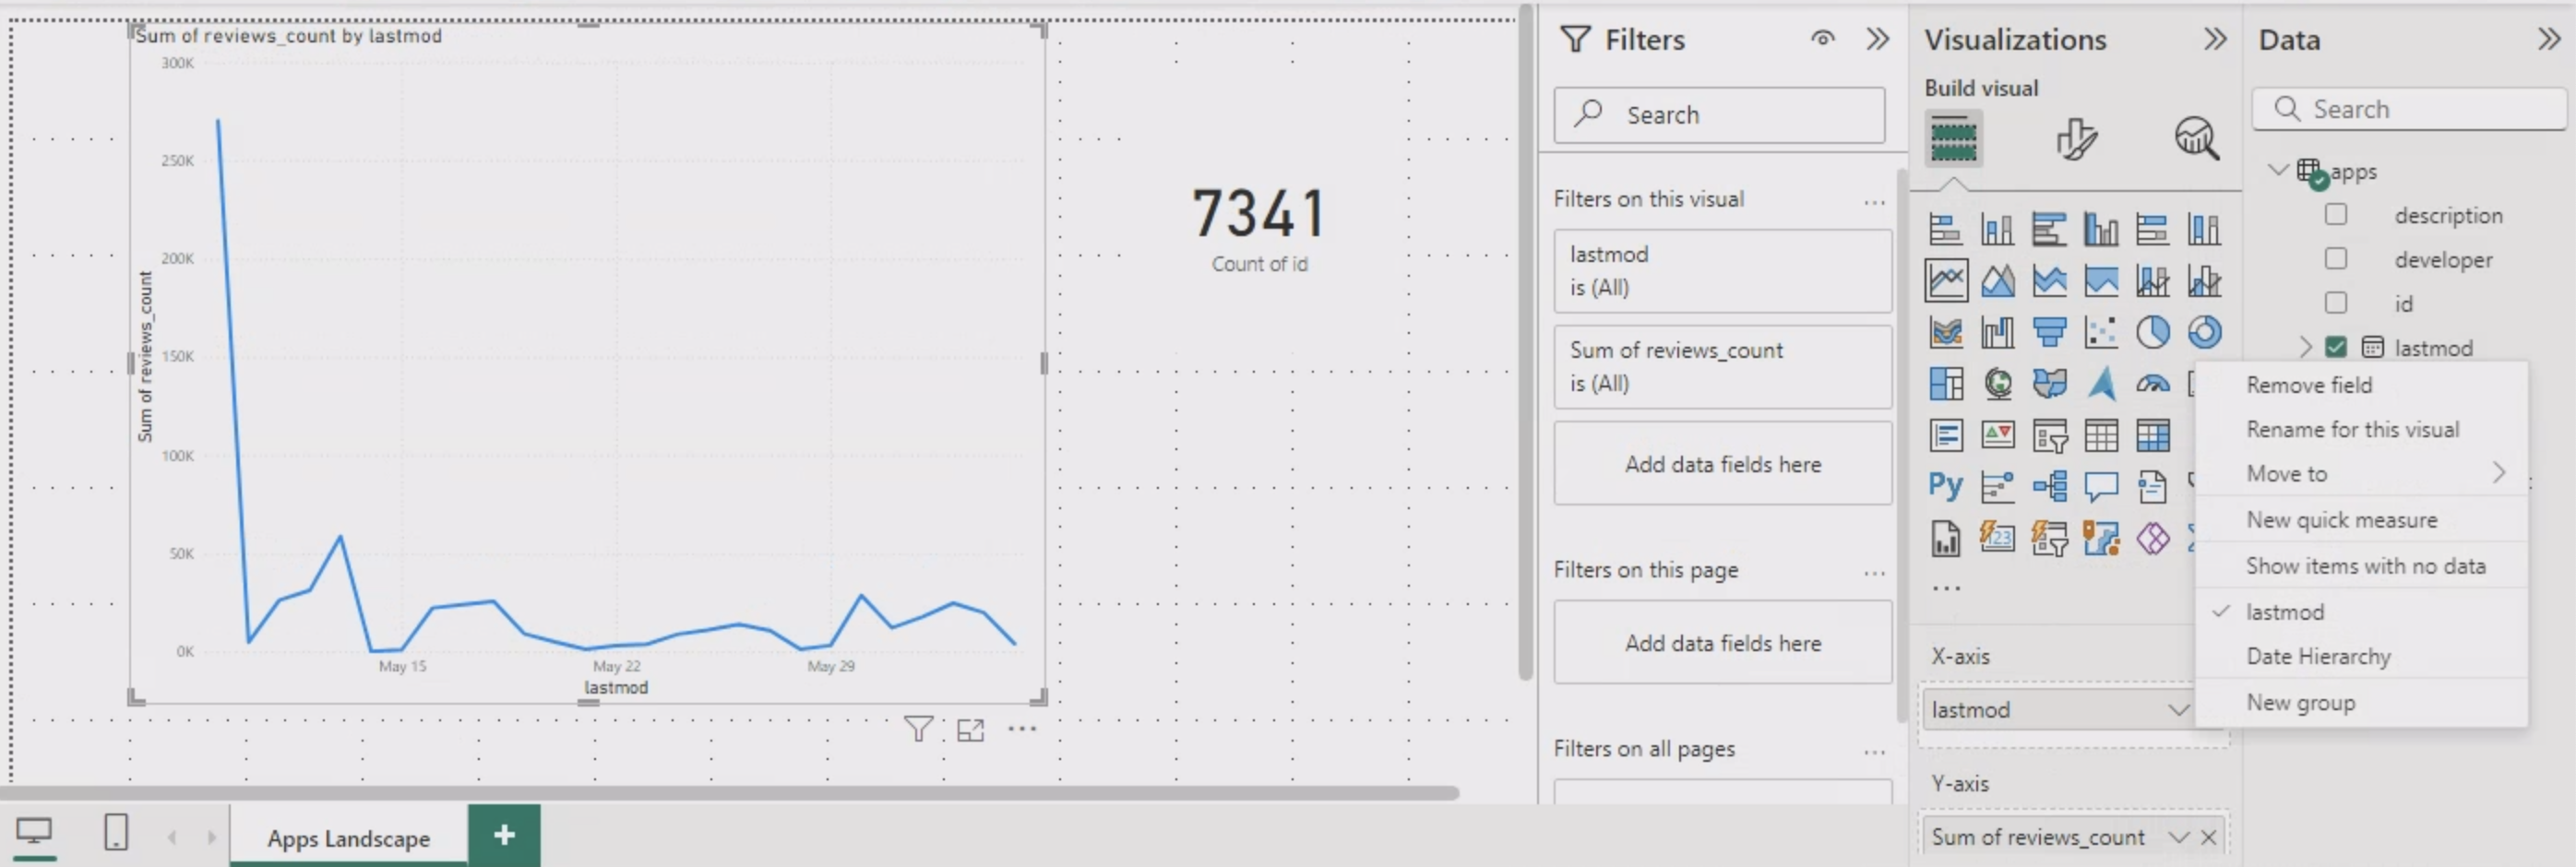 Sum of reviews_count by lastmod
300K
250K
200K
150K
100K
50K
0K
Sum of reviews_count
May 15
May 22
May 29
lastmod
7341
Count of id
Filters
Search
Filters on this visual
...
lastmod
is (All)
Sum of reviews_count
is (All)
Add data fields here
Filters on this page
...
Add data fields here
Filters on all pages
...
Visualizations
Build visual
Py
123
...
X-axis
lastmod
Y-axis
Sum of reviews_count
Data
Search
apps
description
developer
id
lastmod
Remove field
Rename for this visual
Move to
New quick measure
Show items with no data
lastmod
Date Hierarchy
New group
Apps Landscape
+